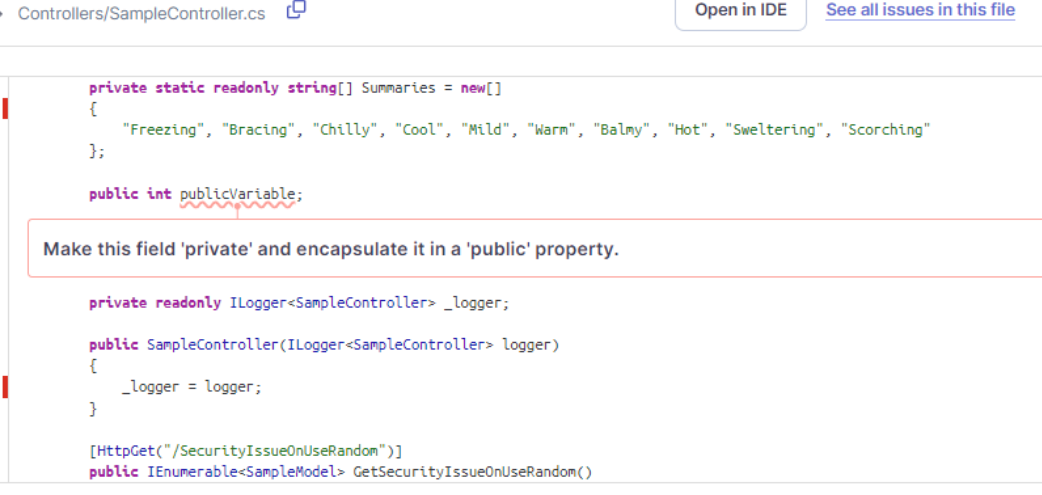 Controllers/SampleController.cs
Open in IDE
See all issues in this file
private static readonly string[] Summaries = new[]
{
"Freezing", "Bracing", "Chilly", "Cool", "Mild", "Warm", "Balmy", "Hot", "Sweltering", "Scorching"
};
public int publicVariable;
Make this field 'private' and encapsulate it in a 'public' property.
private readonly ILogger<SampleController> _logger;
public SampleController(ILogger<SampleController> logger)
{
_logger = logger;
}
[HttpGet("/SecurityIssueOnUseRandom")]
public IEnumerable<SampleModel> GetSecurityIssueOnUseRandom()